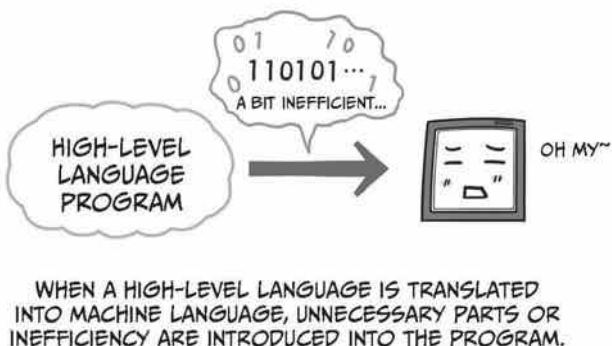 0 1 1 0
110101...
0 1
A BIT INEFFICIENT...
HIGH-LEVEL
LANGUAGE
PROGRAM
OH MY~
WHEN A HIGH-LEVEL LANGUAGE IS TRANSLATED
INTO MACHINE LANGUAGE, UNNECESSARY PARTS OR
INEFFICIENCY ARE INTRODUCED INTO THE PROGRAM.